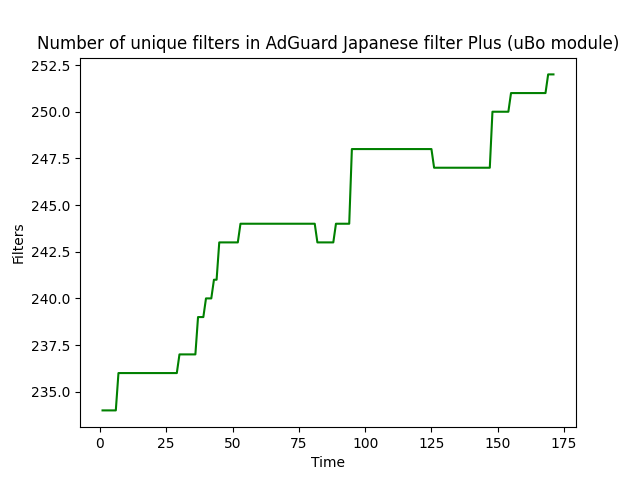 Number of unique filters in AdGuard Japanese filter Plus (uBo module)
252.5
250.0
247.5
245.0
242.5
240.0
237.5
235.0
Filters
0 25 50 75 100 125 150 175
Time